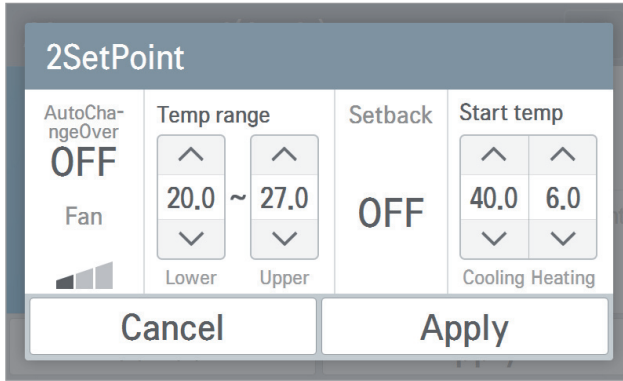 2SetPoint
AutoCha-
ngeOver
OFF
Fan
Temp range
20.0 ~ 27.0
Lower Upper
Setback
OFF
Start temp
40.0 6.0
Cooling Heating
Cancel Apply